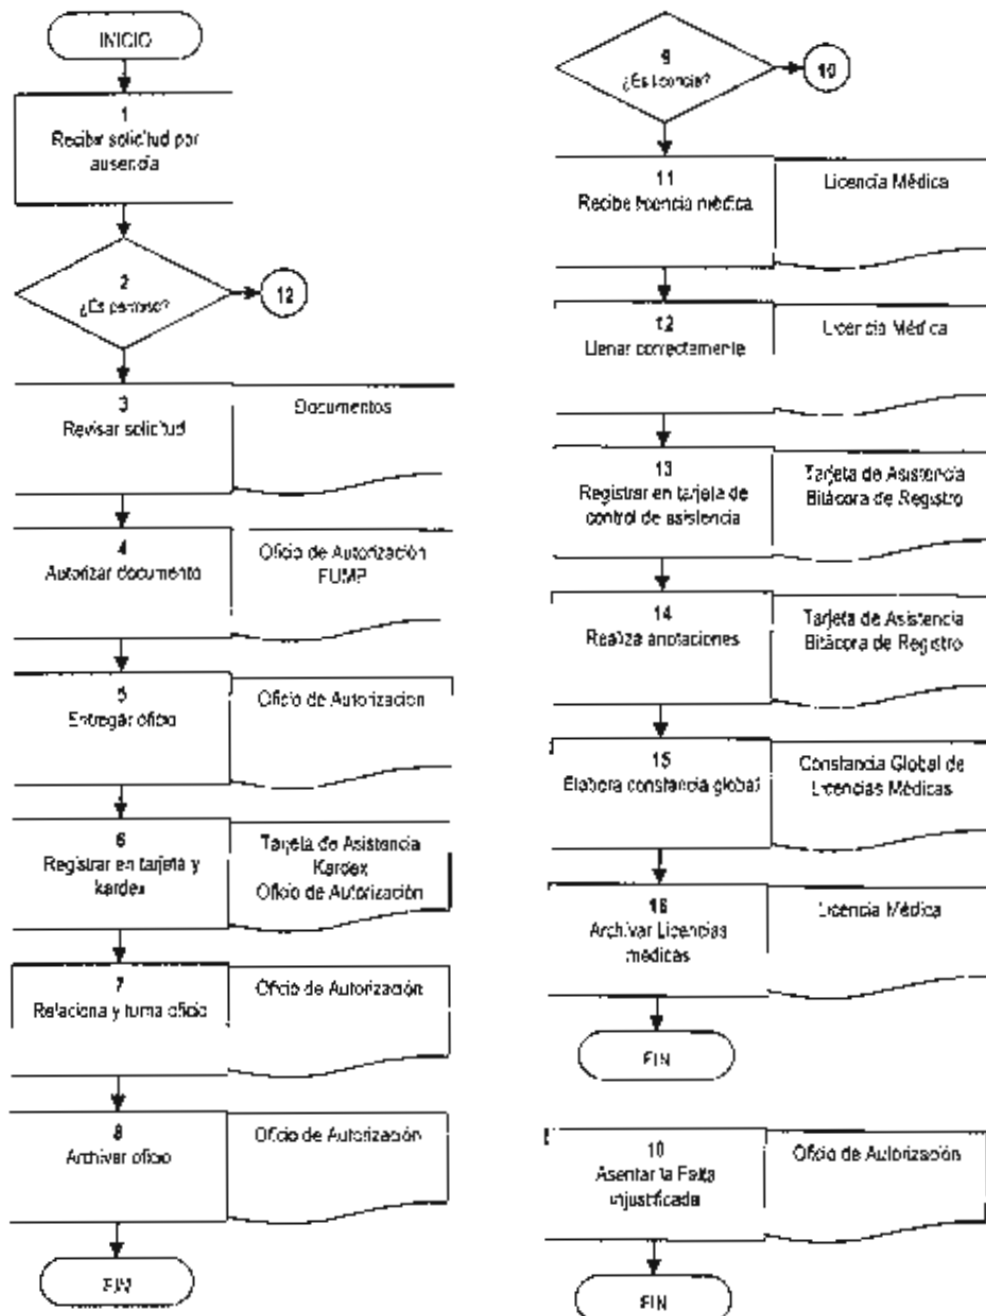 INICIO
1
Recibir solicitud por
ausencia
2
¿Es permiso?
12
3
Revisar solicitud
Documentos
4
Autorizar documento
Oficio de Autorización
FUMP
5
Entregar oficio
Oficio de Autorizacion
6
Registrar en tarjeta y
kardex
Tarjeta de Asistencia
Kardex
Oficio de Autorización
7
Relaciona y turna oficio
Oficio de Autorización
8
Archivar oficio
Oficio de Autorización
FIN
9
¿Es licencia?
10
11
Recibe licencia médica
Licencia Médica
12
Llenar correctamente
Licencia Médica
13
Registrar en tarjeta de
control de asistencia
Tarjeta de Asistencia
Bitácora de Registro
14
Realiza anotaciones
Tarjeta de Asistencia
Bitácora de Registro
15
Elabora constancia global
Constancia Global de
Licencias Médicas
16
Archivar Licencias
médicas
Licencia Médica
FIN
10
Asentar la Falta
injustificada
Oficio de Autorización
FIN